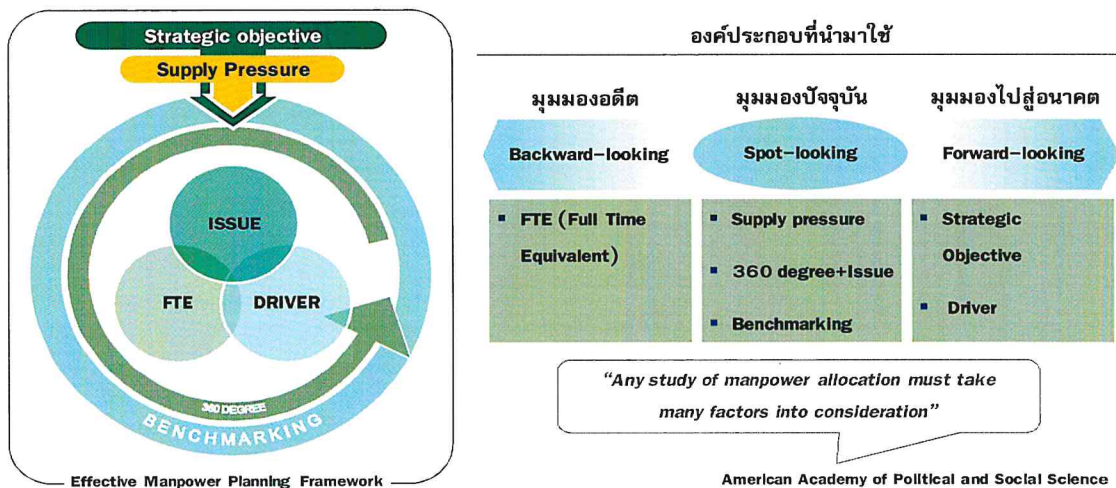 Strategic objective
Supply Pressure
ISSUE
FTE
DRIVER
360 DEGREE
BENCHMARKING
Effective Manpower Planning Framework
องค์ประกอบที่นำมาใช้
มุมมองอดีต
มุมมองปัจจุบัน
มุมมองไปสู่อนาคต
Backward-looking
Spot-looking
Forward-looking
▪ FTE (Full Time
Equivalent)
▪ Supply pressure
▪ 360 degree+Issue
▪ Benchmarking
▪ Strategic
Objective
▪ Driver
“Any study of manpower allocation must take
many factors into consideration”
American Academy of Political and Social Science